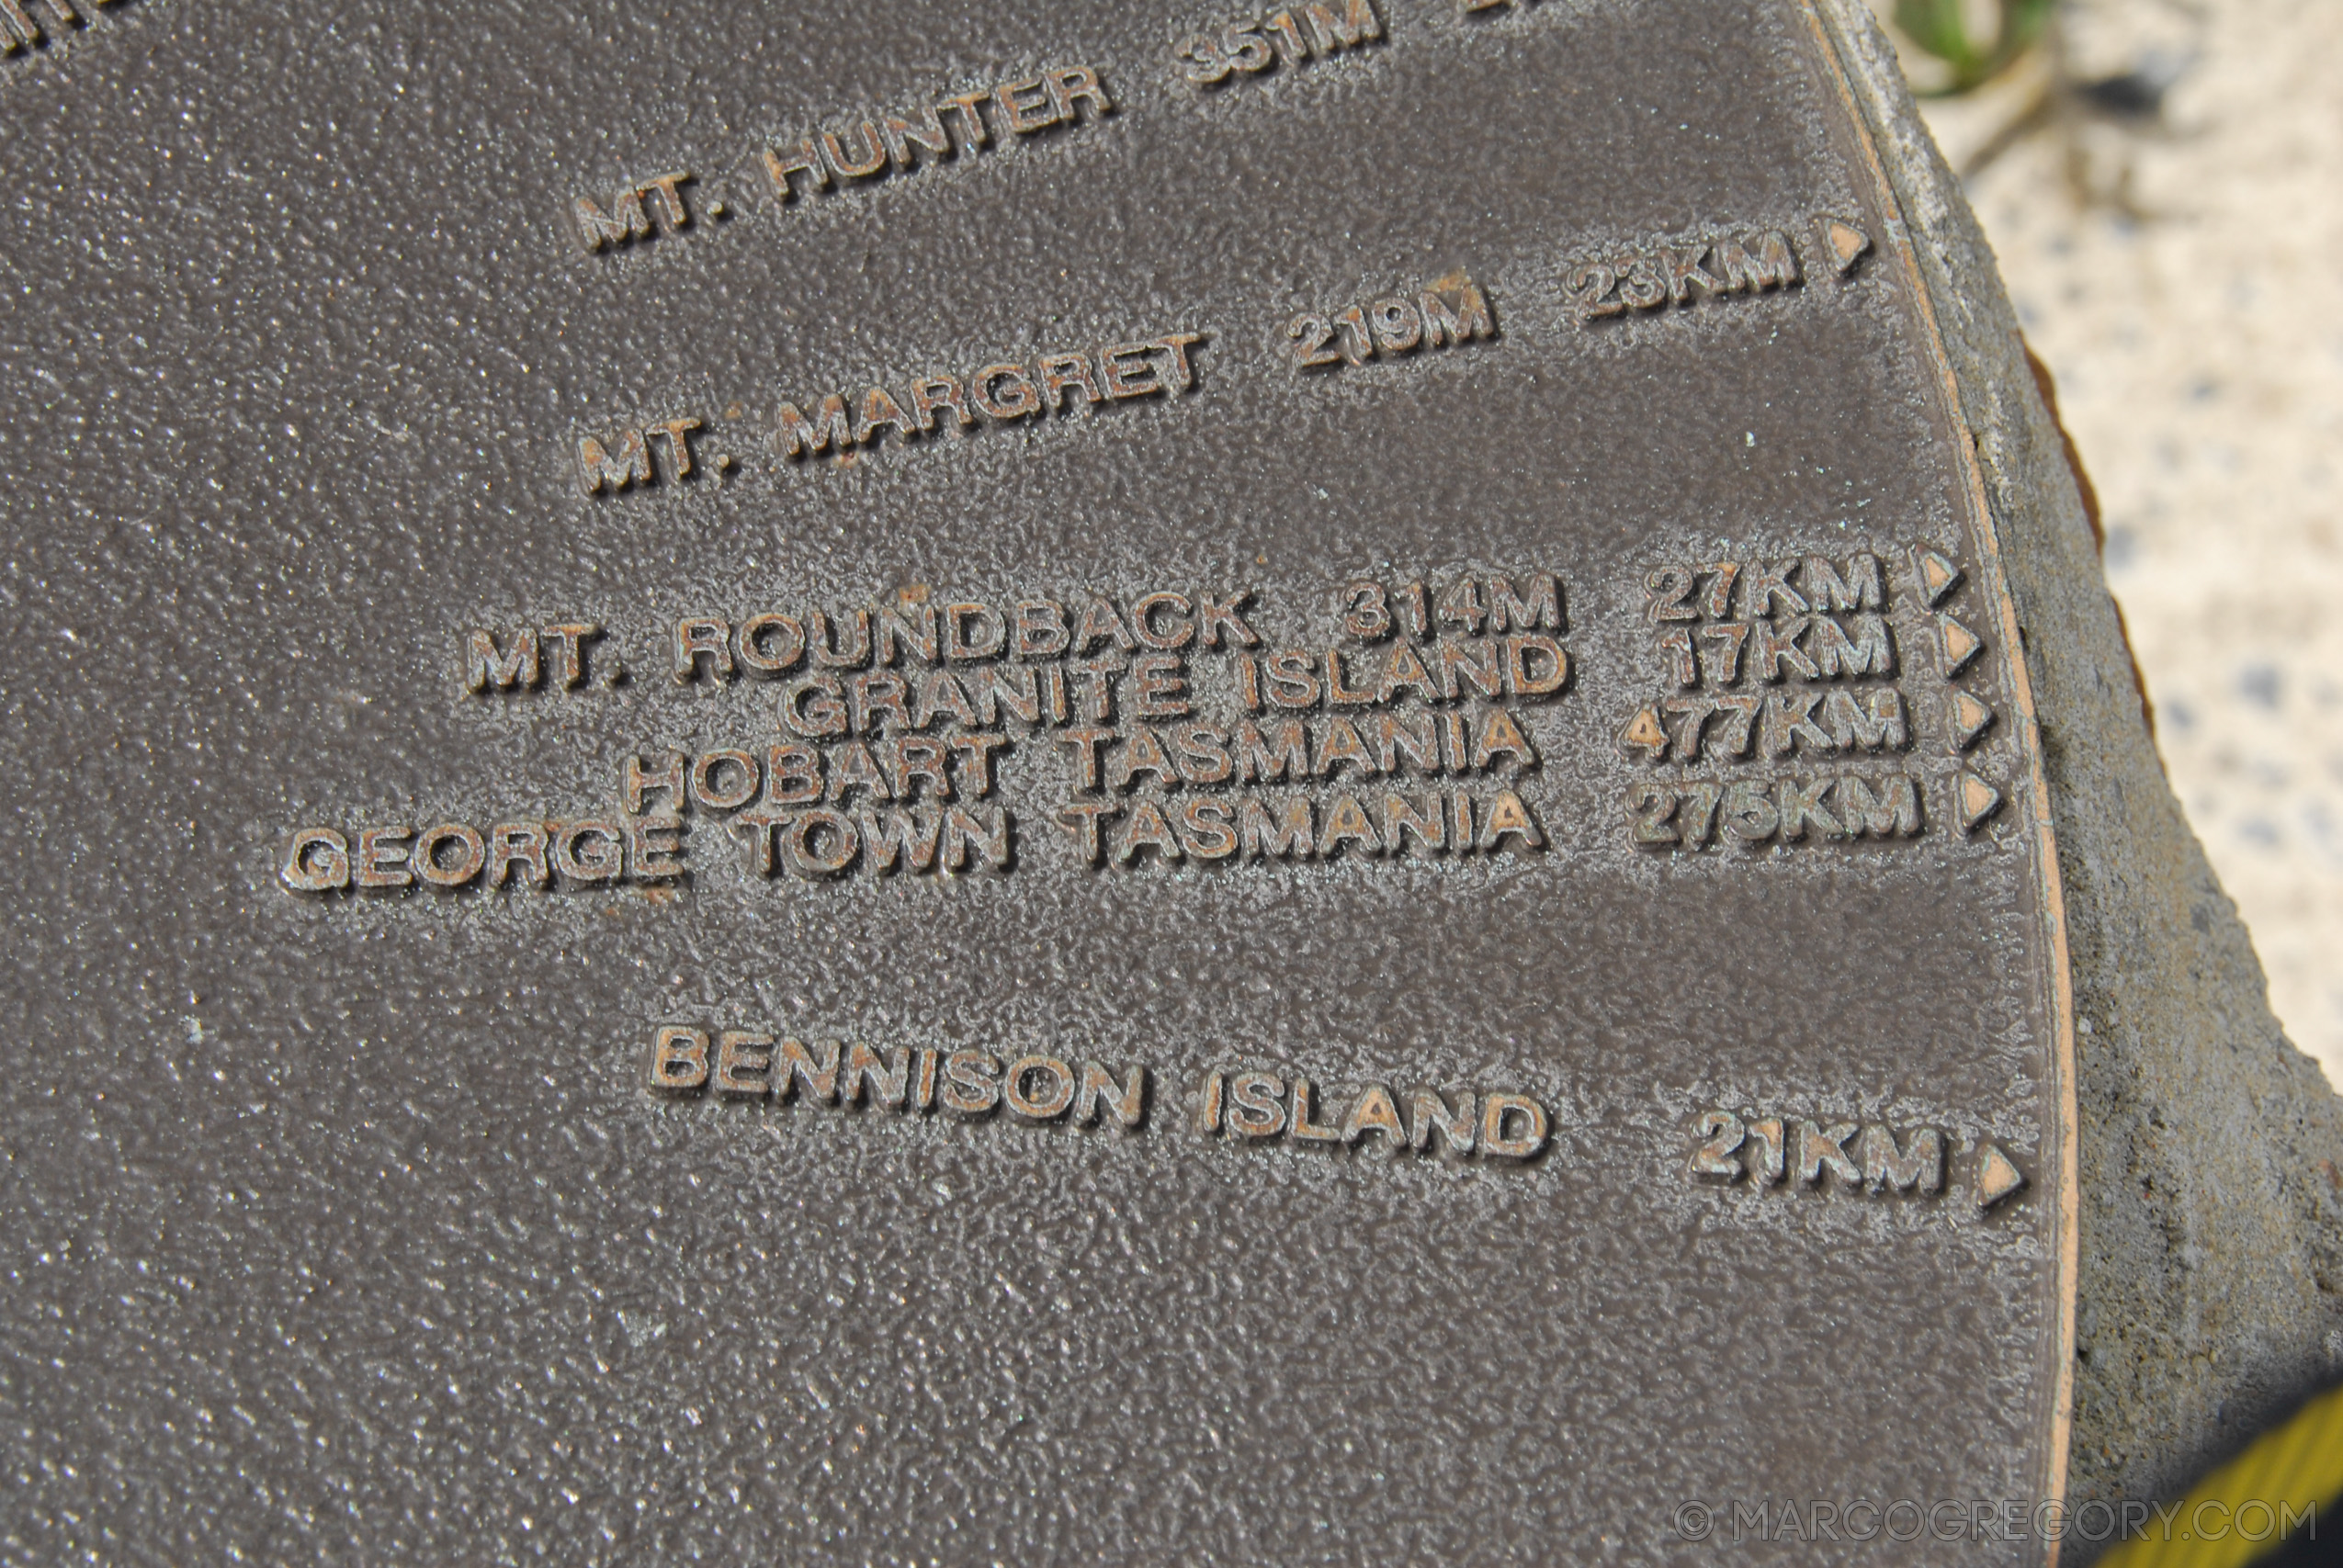 MT. HUNTER 351M
MT. MARGRET 219M 23KM
MT. ROUNDBACK 314M 27KM
GRANITE ISLAND 17KM
HOBART TASMANIA 477KM
GEORGE TOWN TASMANIA 275KM
BENNISON ISLAND 21KM
© MARCOGREGORY.COM